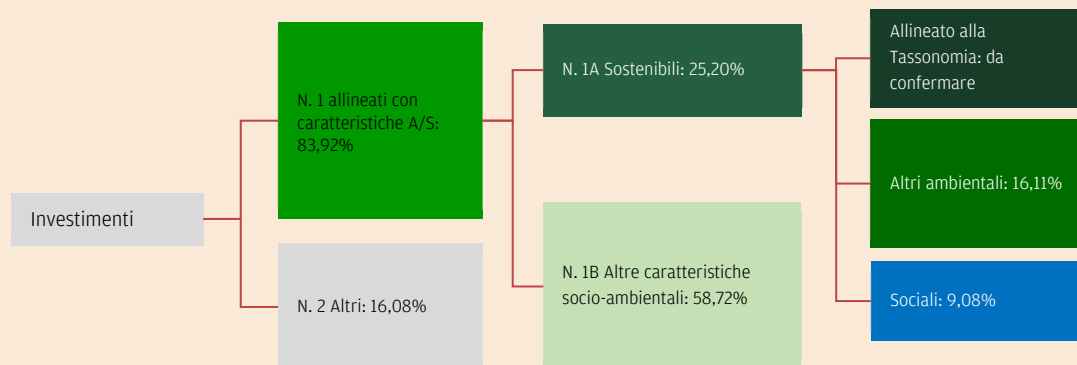 Investimenti
N. 1 allineati con
caratteristiche A/S:
83,92%
N. 2 Altri: 16,08%
N. 1A Sostenibili: 25,20%
N. 1B Altre caratteristiche
socio-ambientali: 58,72%
Allineato alla
Tassonomia: da
confermare
Altri ambientali: 16,11%
Sociali: 9,08%